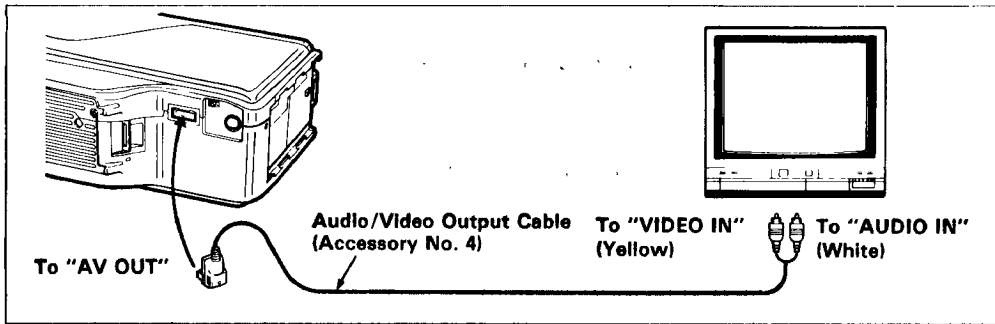 Audio/Video Output Cable
(Accessory No. 4)
To "VIDEO IN"
(Yellow)
To "AUDIO IN"
(White)
To "AV OUT"